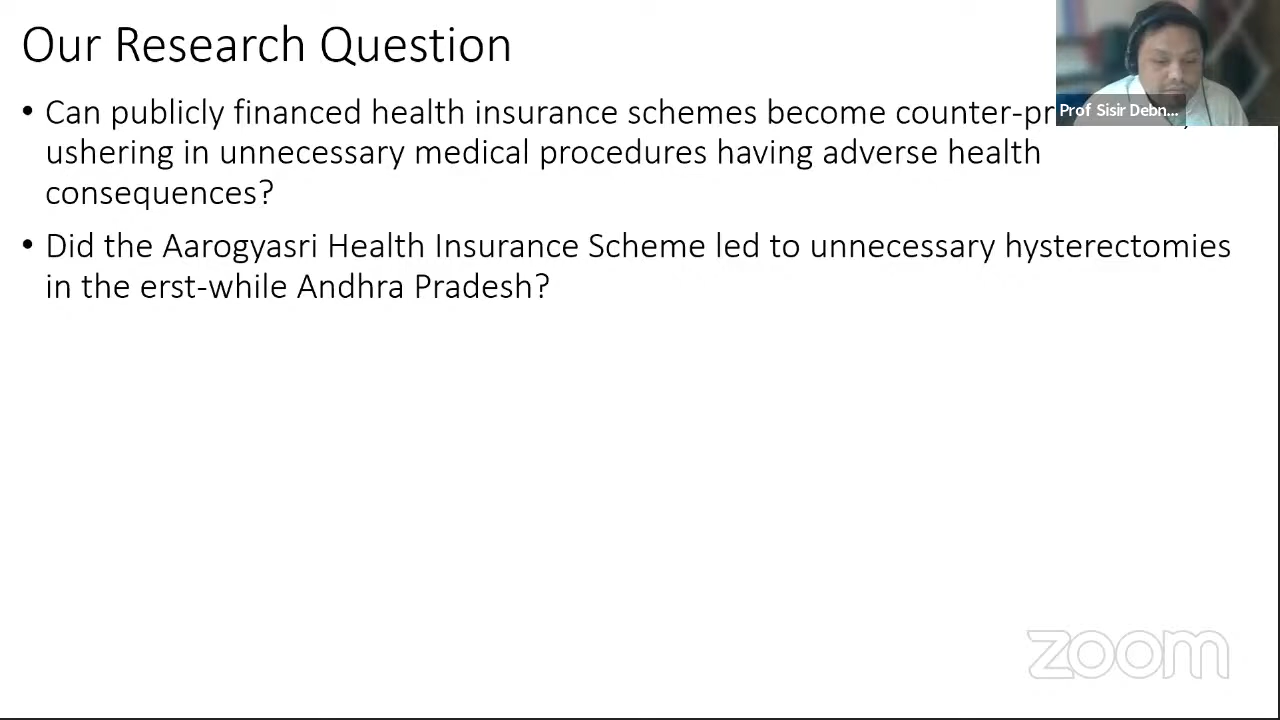 Our Research Question
• Can publicly financed health insurance schemes become counter-pr
ushering in unnecessary medical procedures having adverse health
consequences?
• Did the Aarogyasri Health Insurance Scheme led to unnecessary hysterectomies
in the erst-while Andhra Pradesh?
Prof Sisir Debn...
zoom